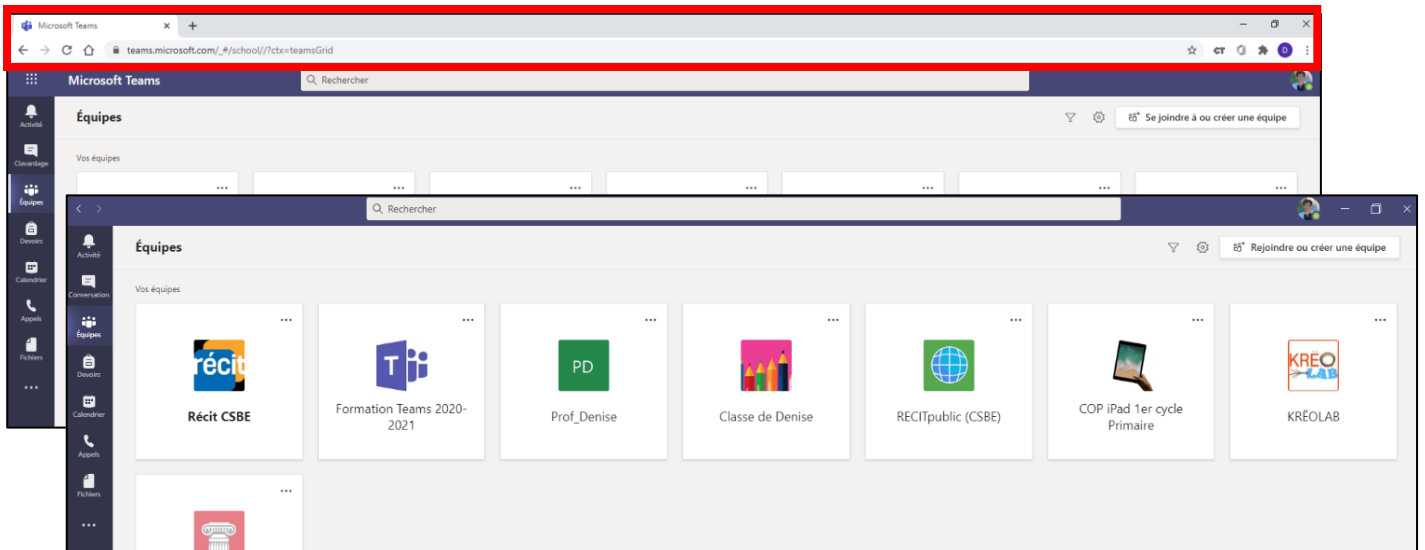 Microsoft Teams
teams.microsoft.com/_#/school//?ctx=teamsGrid
CT
D
Microsoft Teams
Rechercher
Activité
Clavardage
Équipes
Devoirs
Calendrier
Appels
Fichiers
Équipes
Se joindre à ou créer une équipe
Vos équipes
Rechercher
Activité
Conversation
Équipes
Devoirs
Calendrier
Appels
Fichiers
Équipes
Rejoindre ou créer une équipe
Vos équipes
récit
Récit CSBE
T
Formation Teams 2020-
2021
PD
Prof_Denise
Classe de Denise
RECITpublic (CSBE)
COP iPad 1er cycle
Primaire
KRËO
LAB
KRËOLAB